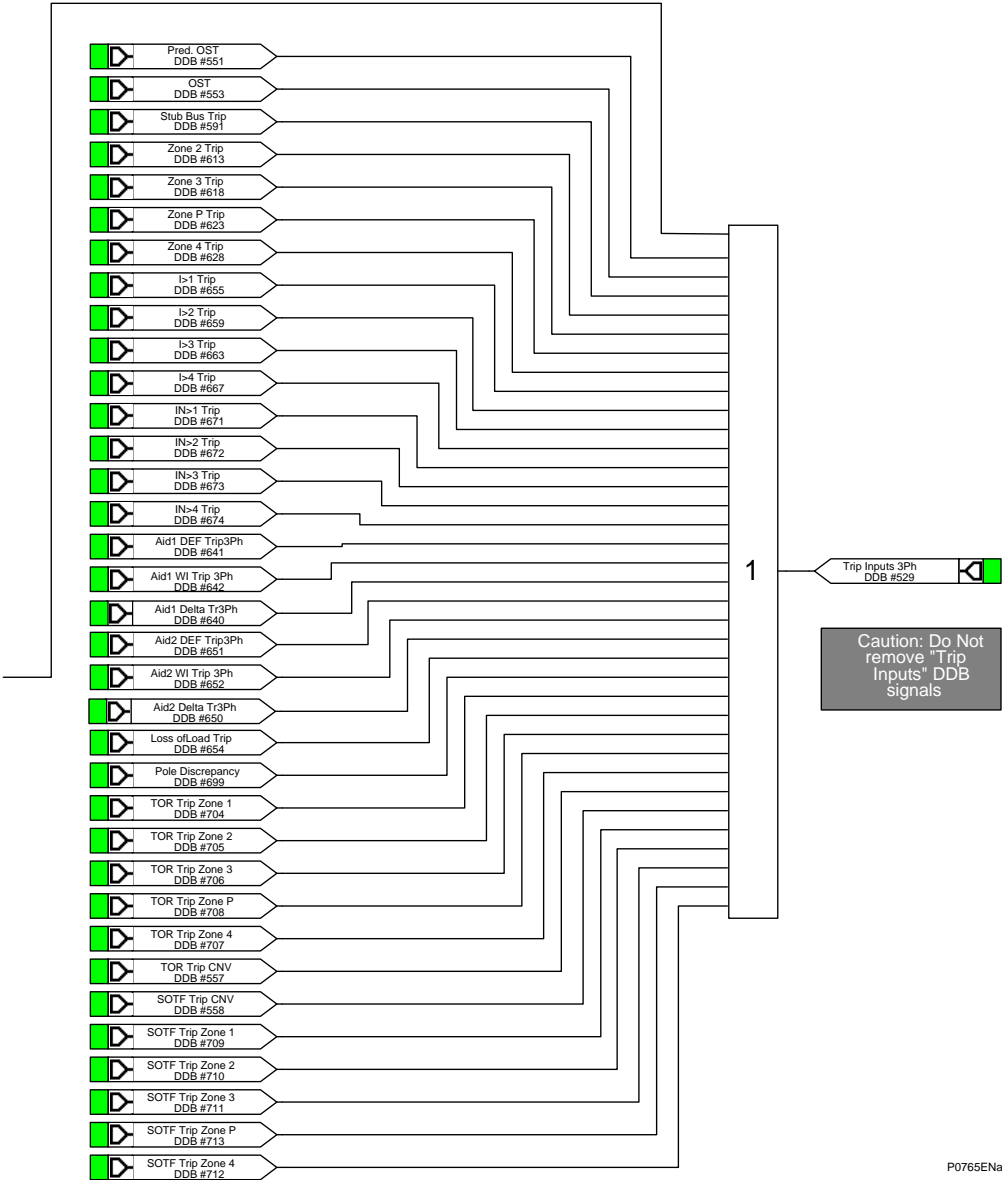 Pred. OST
DDB #551
OST
DDB #553
Stub Bus Trip
DDB #591
Zone 2 Trip
DDB #613
Zone 3 Trip
DDB #618
Zone P Trip
DDB #623
Zone 4 Trip
DDB #628
I>1 Trip
DDB #655
I>2 Trip
DDB #659
I>3 Trip
DDB #663
I>4 Trip
DDB #667
IN>1 Trip
DDB #671
IN>2 Trip
DDB #672
IN>3 Trip
DDB #673
IN>4 Trip
DDB #674
Aid1 DEF Trip3Ph
DDB #641
Aid1 WI Trip 3Ph
DDB #642
Aid1 Delta Tr3Ph
DDB #640
Aid2 DEF Trip3Ph
DDB #651
Aid2 WI Trip 3Ph
DDB #652
Aid2 Delta Tr3Ph
DDB #650
Loss ofLoad Trip
DDB #654
Pole Discrepancy
DDB #699
TOR Trip Zone 1
DDB #704
TOR Trip Zone 2
DDB #705
TOR Trip Zone 3
DDB #706
TOR Trip Zone P
DDB #708
TOR Trip Zone 4
DDB #707
TOR Trip CNV
DDB #557
SOTF Trip CNV
DDB #558
SOTF Trip Zone 1
DDB #709
SOTF Trip Zone 2
DDB #710
SOTF Trip Zone 3
DDB #711
SOTF Trip Zone P
DDB #713
SOTF Trip Zone 4
DDB #712
1
Trip Inputs 3Ph
DDB #529
Caution: Do Not
remove "Trip
Inputs" DDB
signals
P0765ENa